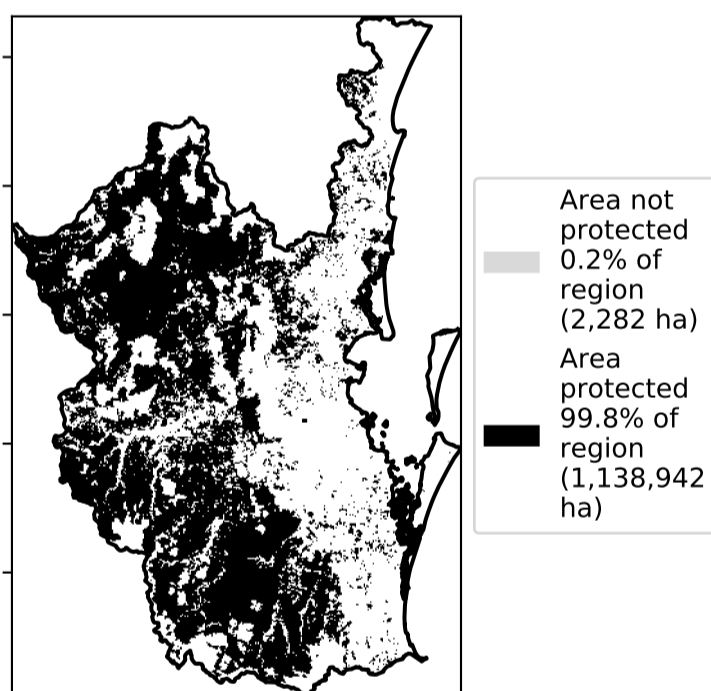 Area not
protected
0.2% of
region
(2,282 ha)
Area
protected
99.8% of
region
(1,138,942
ha)